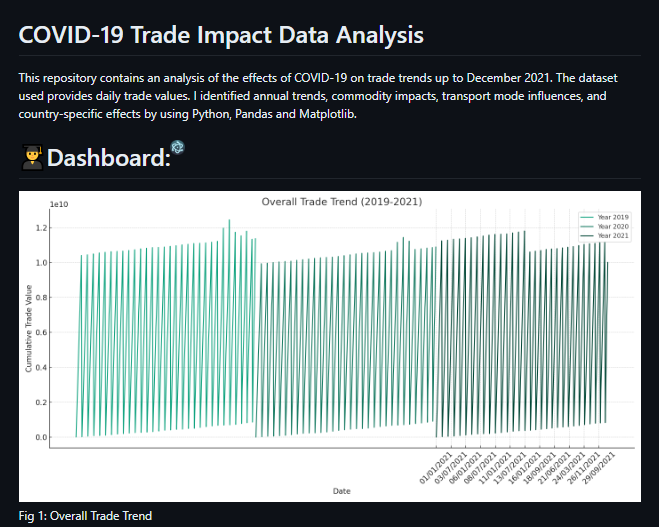 COVID-19 Trade Impact Data Analysis
This repository contains an analysis of the effects of COVID-19 on trade trends up to December 2021. The dataset
used provides daily trade values. I identified annual trends, commodity impacts, transport mode influences, and
country-specific effects by using Python, Pandas and Matplotlib.
Dashboard:
Overall Trade Trend (2019-2021)
1e10
Year 2019
Year 2020
Year 2021
1.2
1.0
0.8
0.6
0.4
0.2
0.0
Cumulative Trade Value
01/01/2021
03/07/2021
06/01/2021
08/07/2021
11/01/2021
13/07/2021
16/01/2021
18/09/2021
21/06/2021
24/03/2021
26/11/2021
29/09/2021
Date
Fig 1: Overall Trade Trend